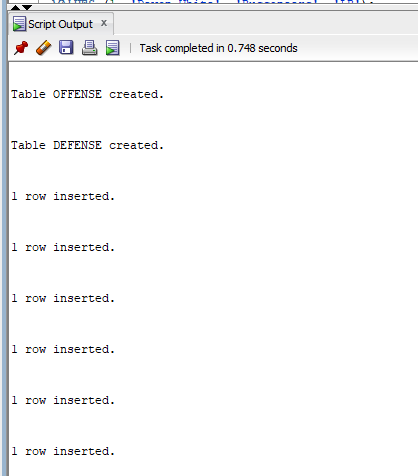 Script Output x
Task completed in 0.748 seconds
Table OFFENSE created.
Table DEFENSE created.
1 row inserted.
1 row inserted.
1 row inserted.
1 row inserted.
1 row inserted.
1 row inserted.